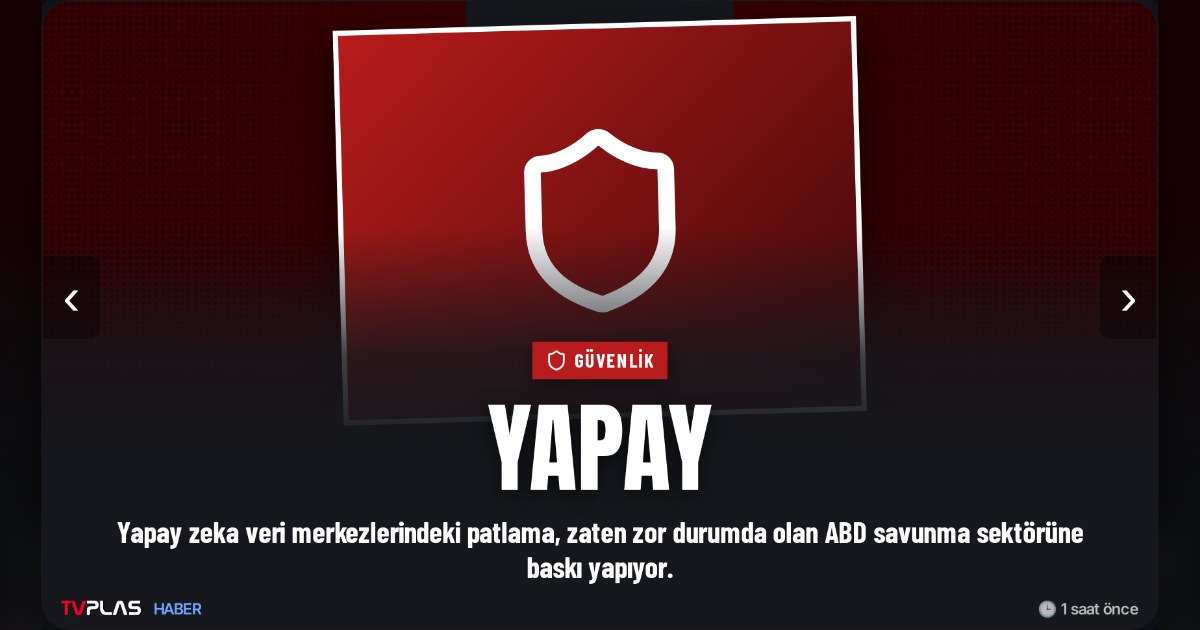 GÜVENLİK
YAPAY
Yapay zeka veri merkezlerindeki patlama, zaten zor durumda olan ABD savunma sektörüne
baskı yapıyor.
TVPLAS HABER
1 saat önce